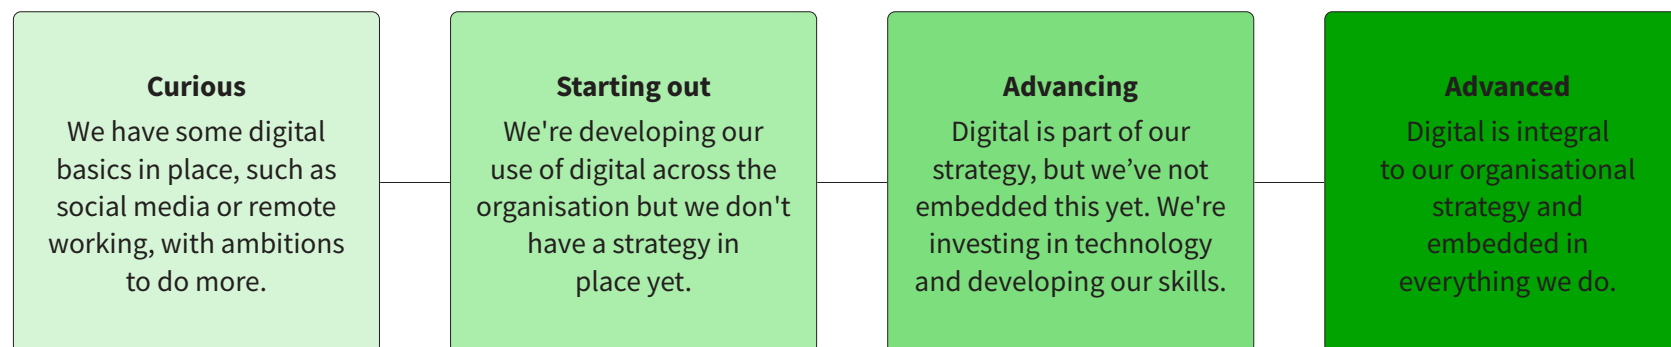 Curious
We have some digital
basics in place, such as
social media or remote
working, with ambitions
to do more.
Starting out
We're developing our
use of digital across the
organisation but we don't
have a strategy in
place yet.
Advancing
Digital is part of our
strategy, but we’ve not
embedded this yet. We're
investing in technology
and developing our skills.
Advanced
Digital is integral
to our organisational
strategy and
embedded in
everything we do.